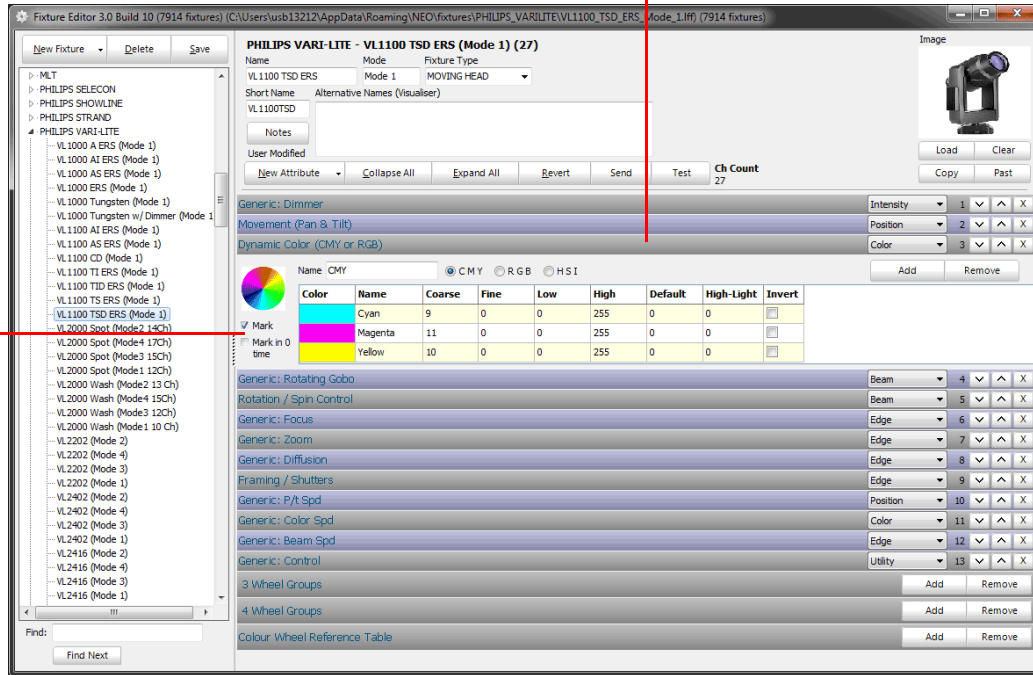 Fixture Editor 3.0 Build 10 (7914 fixtures) (C:\Users\usb13212\AppData\Roaming\NEO\fixtures\PHILIPS_VARILITE\VL1100_TSD_ERS_Mode_1.lff) (7914 fixtures)
New Fixture Delete Save
MLT
PHILIPS SELECON
PHILIPS SHOWLINE
PHILIPS STRAND
PHILIPS VARI-LITE
VL1000 A ERS (Mode 1)
VL1000 AI ERS (Mode 1)
VL1000 AS ERS (Mode 1)
VL1000 ERS (Mode 1)
VL1000 Tungsten (Mode 1)
VL1000 Tungsten w/ Dimmer (Mode 1
VL1100 AI ERS (Mode 1)
VL1100 AS ERS (Mode 1)
VL1100 CD (Mode 1)
VL1100 TI ERS (Mode 1)
VL1100 TID ERS (Mode 1)
VL1100 TS ERS (Mode 1)
VL1100 TSD ERS (Mode 1)
VL2000 Spot (Mode2 14Ch)
VL2000 Spot (Mode4 17Ch)
VL2000 Spot (Mode3 15Ch)
VL2000 Spot (Mode1 12Ch)
VL2000 Wash (Mode2 13 Ch)
VL2000 Wash (Mode4 15Ch)
VL2000 Wash (Mode3 12Ch)
VL2000 Wash (Mode1 10 Ch)
VL2202 (Mode 2)
VL2202 (Mode 4)
VL2202 (Mode 3)
VL2202 (Mode 1)
VL2402 (Mode 2)
VL2402 (Mode 4)
VL2402 (Mode 3)
VL2402 (Mode 1)
VL2416 (Mode 2)
VL2416 (Mode 4)
VL2416 (Mode 3)
VL2416 (Mode 1)
Find:
Find Next
PHILIPS VARI-LITE - VL1100 TSD ERS (Mode 1) (27)
Name Mode Fixture Type
VL1100 TSD ERS Mode 1 MOVING HEAD
Short Name Alternative Names (Visualiser)
VL1100TSD
Notes
User Modified
New Attribute Collapse All Expand All Revert Send Test Ch Count
27
Image
Load Clear
Copy Past
Generic: Dimmer Intensity 1 X
Movement (Pan & Tilt) Position 2 X
Dynamic Color (CMY or RGB) Color 3 X
Name CMY CMY RGB HSI Add Remove
Color Name Coarse Fine Low High Default High-Light Invert
Cyan 9 0 0 255 0 0
Magenta 11 0 0 255 0 0
Yellow 10 0 0 255 0 0
Mark
Mark in 0
time
Generic: Rotating Gobo Beam 4 X
Rotation / Spin Control Beam 5 X
Generic: Focus Edge 6 X
Generic: Zoom Edge 7 X
Generic: Diffusion Edge 8 X
Framing / Shutters Edge 9 X
Generic: P/t Spd Position 10 X
Generic: Color Spd Color 11 X
Generic: Beam Spd Edge 12 X
Generic: Control Utility 13 X
3 Wheel Groups Add Remove
4 Wheel Groups Add Remove
Colour Wheel Reference Table Add Remove